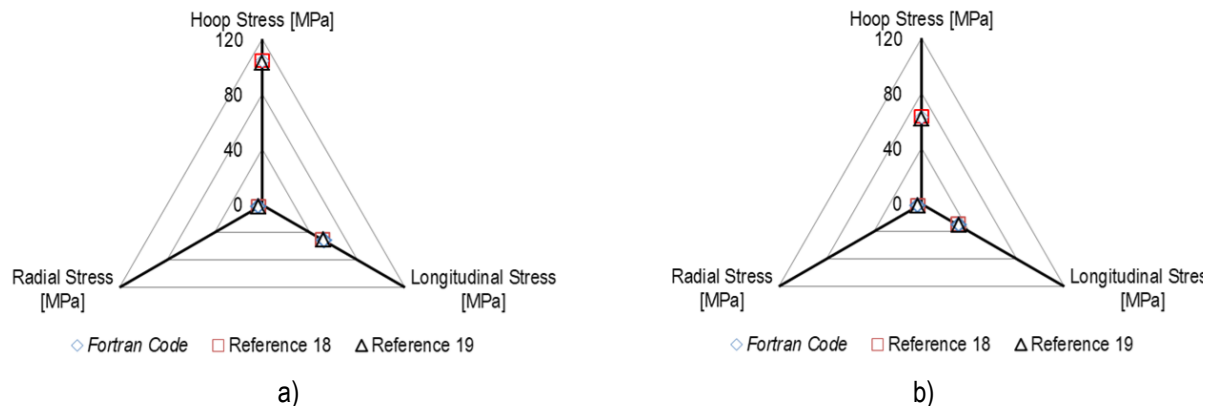 Hoop Stress [MPa]
120
80
40
0
Radial Stress
[MPa]
Longitudinal Stress
[MPa]
Fortran Code
Reference 18
Reference 19
a)
Hoop Stress [MPa]
120
80
40
0
Radial Stress
[MPa]
Longitudinal Stress
[MPa]
Fortran Code
Reference 18
Reference 19
b)